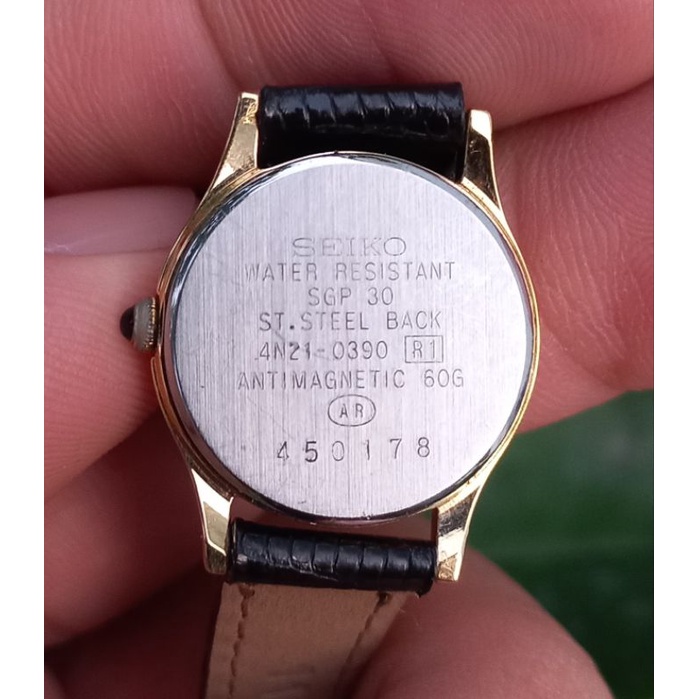 SEIKO
WATER RESISTANT
SGP 30
ST.STEEL BACK
4N21-0390 R1
ANTIMAGNETIC 60G
AR
450178